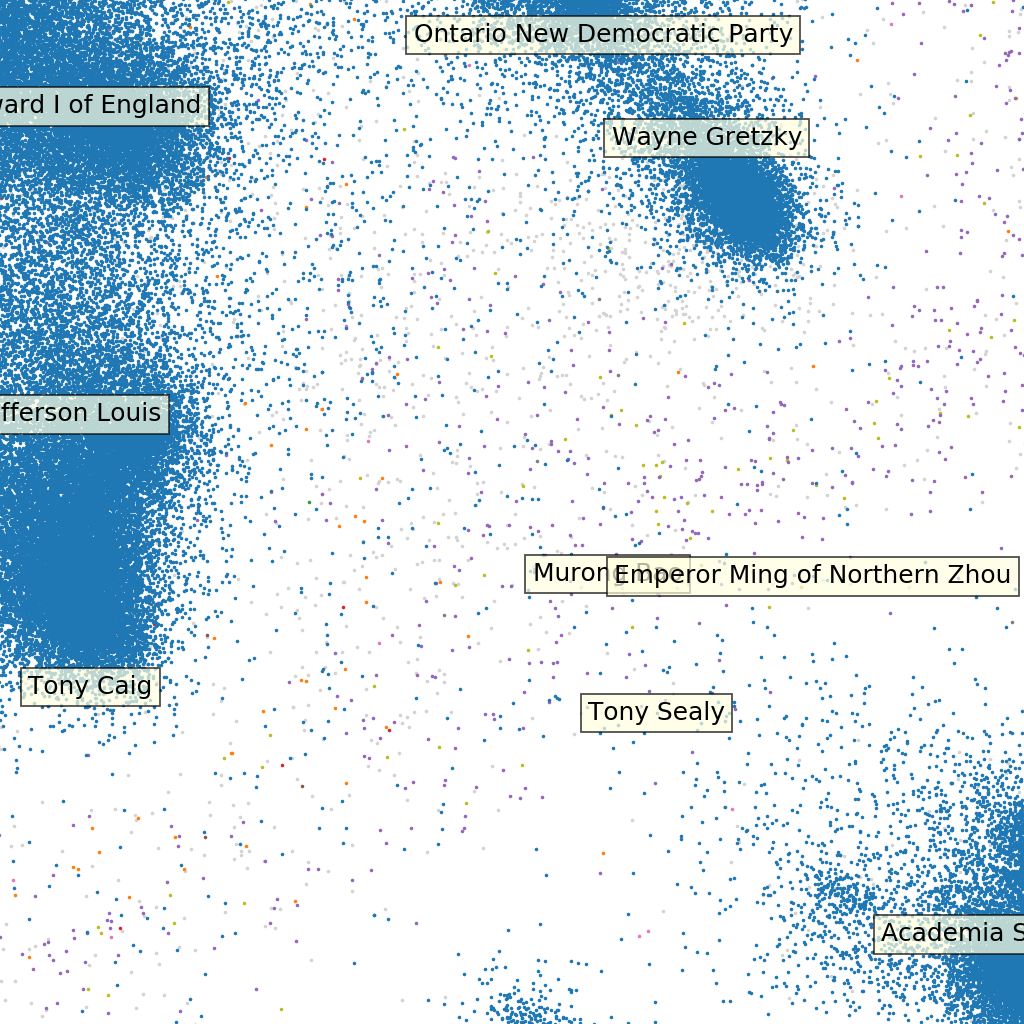 Ontario New Democratic Party
ward I of England
Wayne Gretzky
fferson Louis
Murong
Emperor Ming of Northern Zhou
Tony Caig
Tony Sealy
Academia S